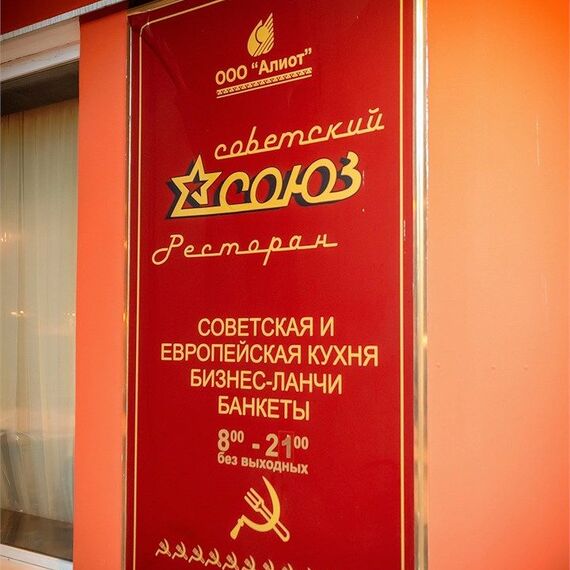 ООО "Алиот"
советский
СОЮЗ
Ресторан
СОВЕТСКАЯ И
ЕВРОПЕЙСКАЯ КУХНЯ
БИЗНЕС-ЛАНЧИ
БАНКЕТЫ
8⁰⁰ - 21⁰⁰
без выходных